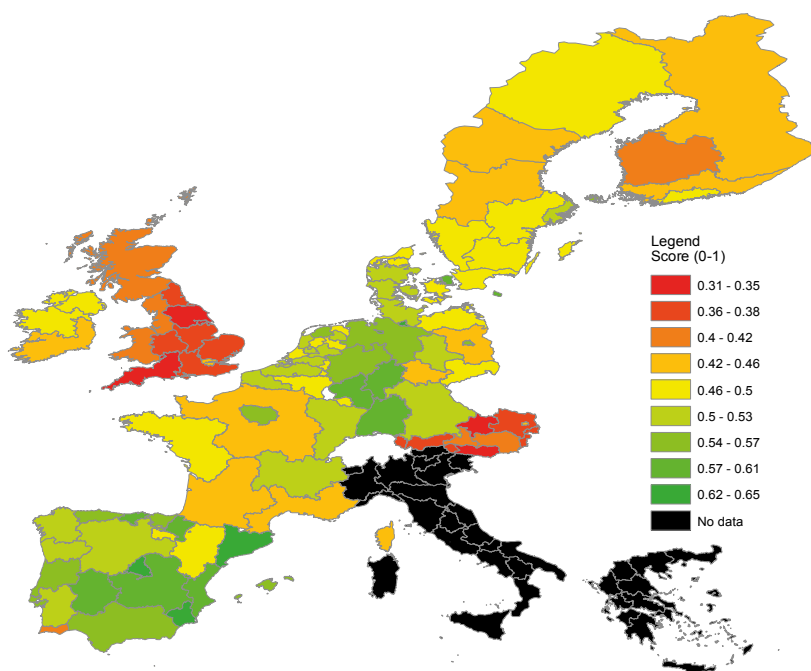 Legend
Score (0-1)
0.31 - 0.35
0.36 - 0.38
0.4 - 0.42
0.42 - 0.46
0.46 - 0.5
0.5 - 0.53
0.54 - 0.57
0.57 - 0.61
0.62 - 0.65
No data